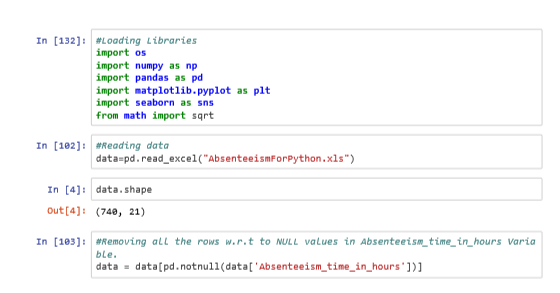 In [132]: #Loading Libraries
import os
import numpy as np
import pandas as pd
import matplotlib.pyplot as plt
import seaborn as sns
from math import sqrt
In [102]: #Reading data
data=pd.read_excel("AbsenteeismForPython.xls")
In [4]: data.shape
Out[4]: (740, 21)
In [103]: #Removing all the rows w.r.t to NULL values in Absenteeism_time_in_hours Varia
ble.
data = data[pd.notnull(data['Absenteeism_time_in_hours'])]